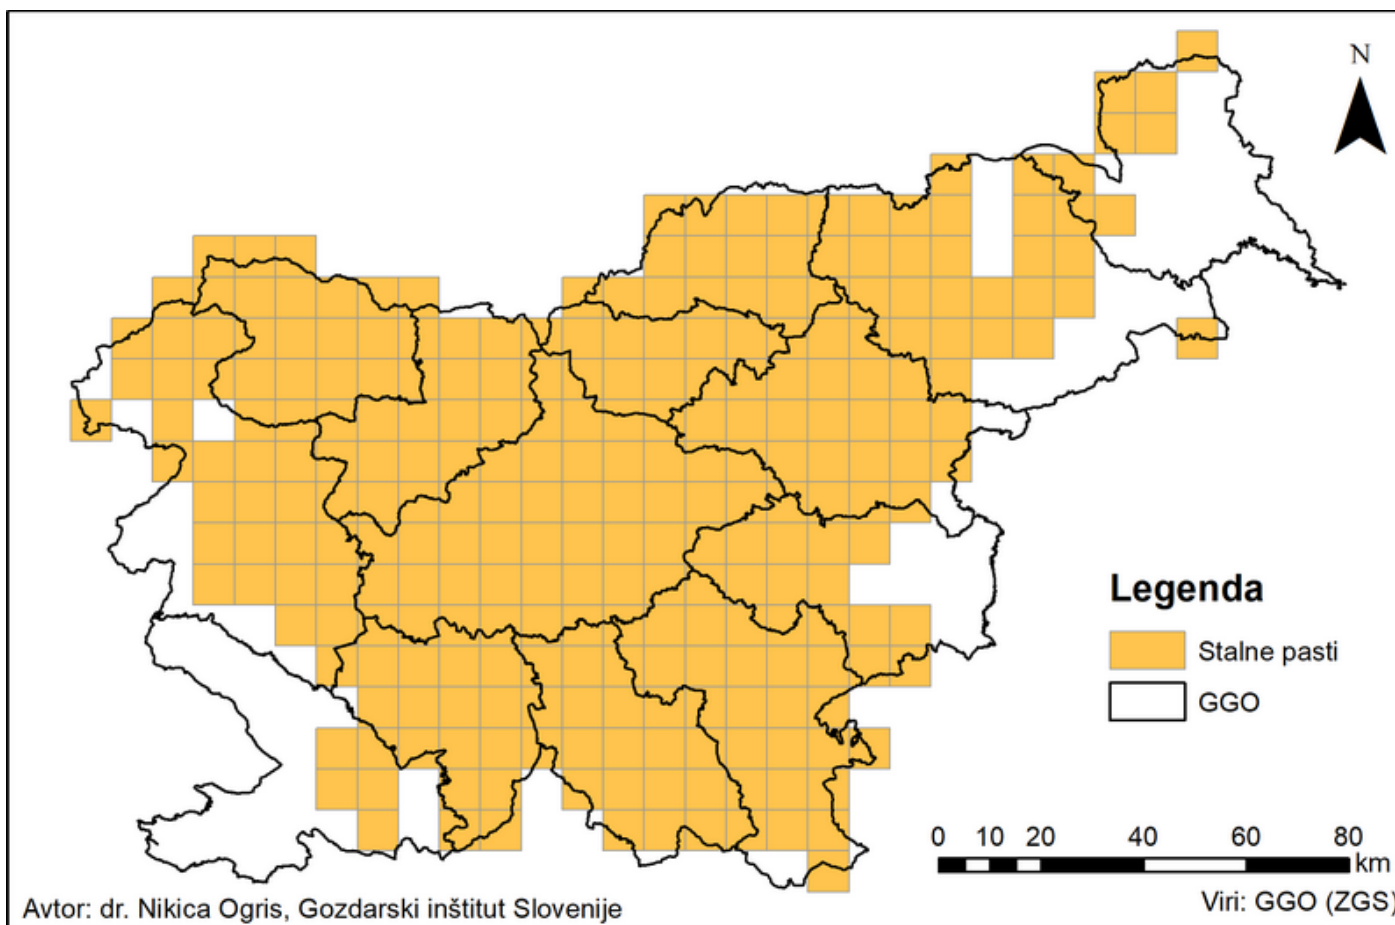 N
Legenda
Stalne pasti
GGO
0 10 20 40 60 80
km
Avtor: dr. Nikica Ogris, Gozdarski inštitut Slovenije
Viri: GGO (ZGS)